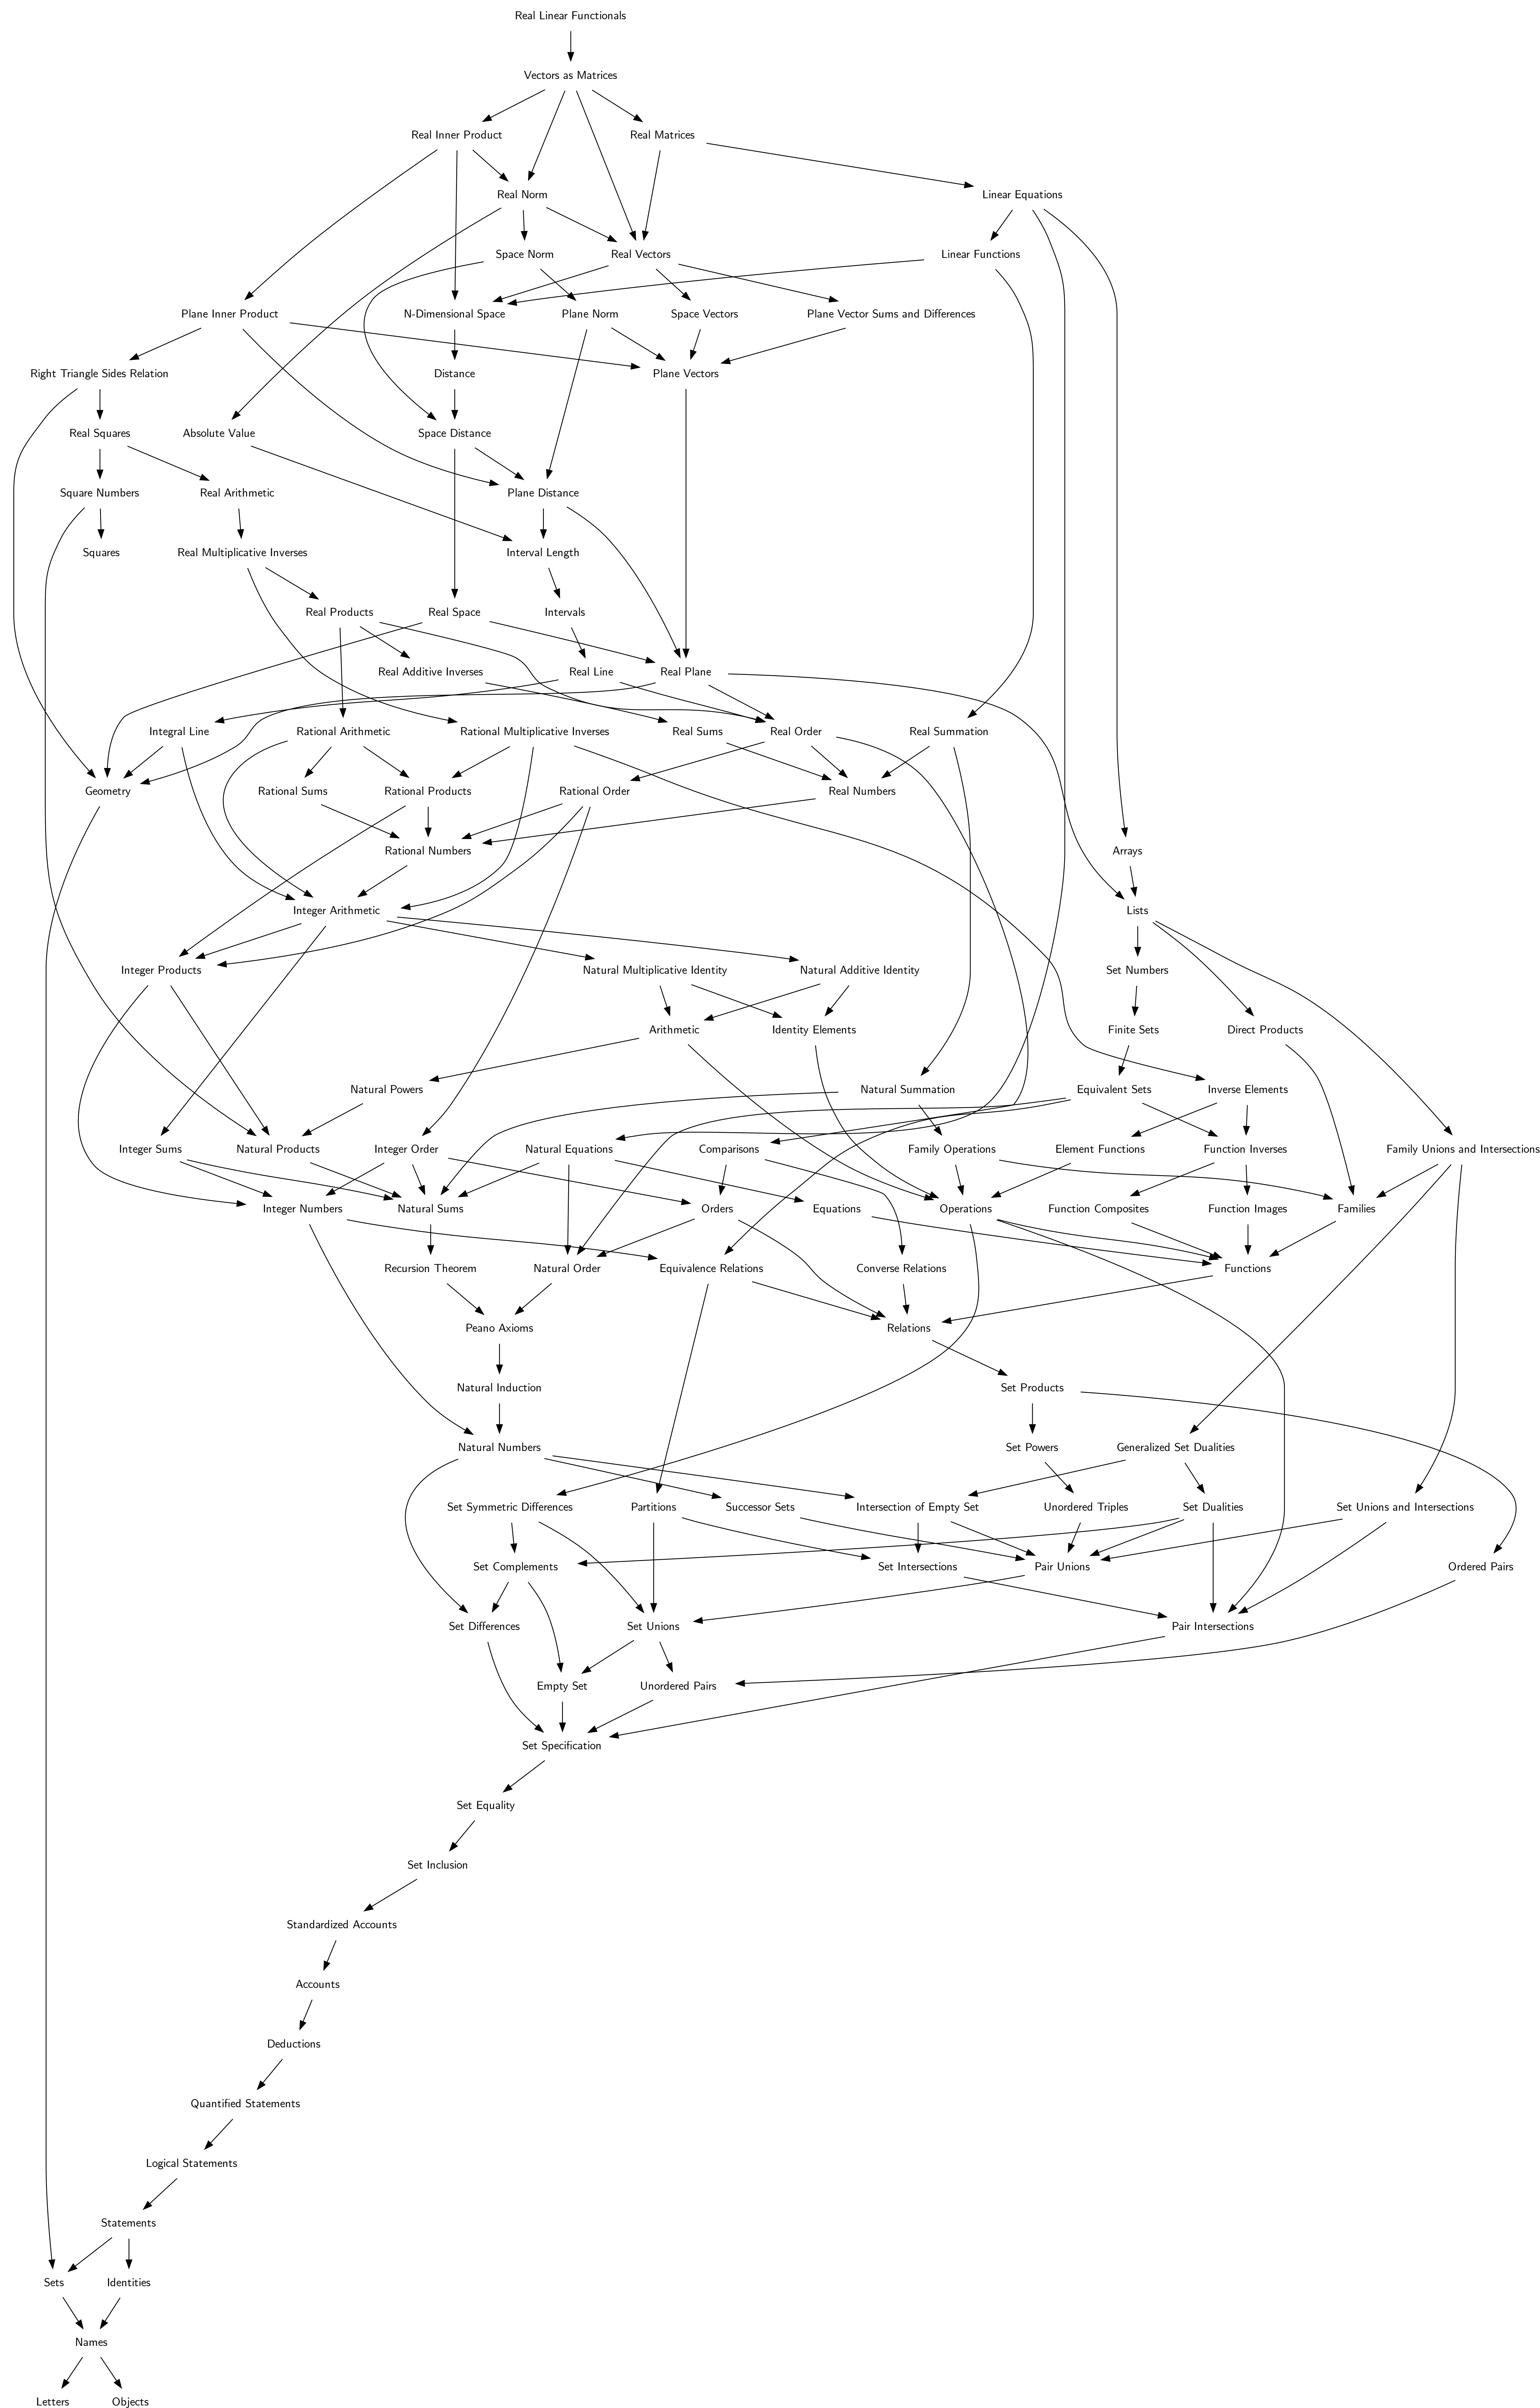 Real Linear Functionals
Vectors as Matrices
Real Inner Product
Real Matrices
Real Norm
Linear Equations
Space Norm
Real Vectors
Linear Functions
Plane Inner Product
N-Dimensional Space
Plane Norm
Space Vectors
Plane Vector Sums and Differences
Right Triangle Sides Relation
Distance
Plane Vectors
Real Squares
Absolute Value
Space Distance
Square Numbers
Real Arithmetic
Plane Distance
Squares
Real Multiplicative Inverses
Interval Length
Real Products
Real Space
Intervals
Real Additive Inverses
Real Line
Real Plane
Integral Line
Rational Arithmetic
Rational Multiplicative Inverses
Real Sums
Real Order
Real Summation
Geometry
Rational Sums
Rational Products
Rational Order
Real Numbers
Rational Numbers
Arrays
Integer Arithmetic
Lists
Integer Products
Natural Multiplicative Identity
Natural Additive Identity
Set Numbers
Arithmetic
Identity Elements
Finite Sets
Direct Products
Natural Powers
Natural Summation
Equivalent Sets
Inverse Elements
Integer Sums
Natural Products
Integer Order
Natural Equations
Comparisons
Family Operations
Element Functions
Function Inverses
Family Unions and Intersections
Integer Numbers
Natural Sums
Orders
Equations
Operations
Function Composites
Function Images
Families
Recursion Theorem
Natural Order
Equivalence Relations
Converse Relations
Functions
Peano Axioms
Relations
Natural Induction
Set Products
Natural Numbers
Set Powers
Generalized Set Dualities
Set Symmetric Differences
Partitions
Successor Sets
Intersection of Empty Set
Unordered Triples
Set Dualities
Set Unions and Intersections
Set Complements
Set Intersections
Pair Unions
Ordered Pairs
Set Differences
Set Unions
Pair Intersections
Empty Set
Unordered Pairs
Set Specification
Set Equality
Set Inclusion
Standardized Accounts
Accounts
Deductions
Quantified Statements
Logical Statements
Statements
Sets
Identities
Names
Letters
Objects